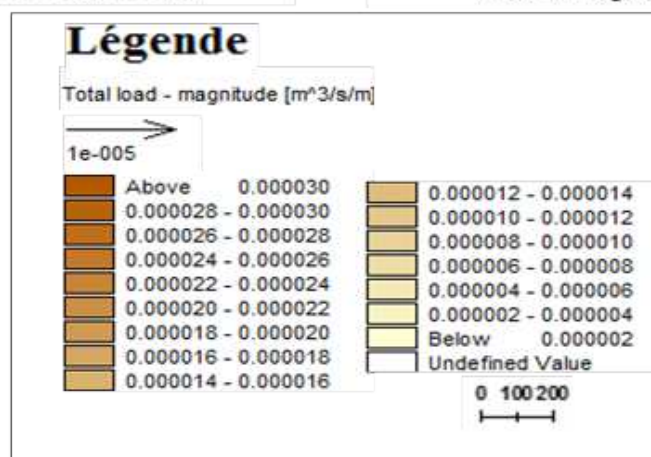 Légende
Total load - magnitude [m^3/s/m]
1e-005
Above 0.000030
0.000028 - 0.000030
0.000026 - 0.000028
0.000024 - 0.000026
0.000022 - 0.000024
0.000020 - 0.000022
0.000018 - 0.000020
0.000016 - 0.000018
0.000014 - 0.000016
0.000012 - 0.000014
0.000010 - 0.000012
0.000008 - 0.000010
0.000006 - 0.000008
0.000004 - 0.000006
0.000002 - 0.000004
Below 0.000002
Undefined Value
0 100 200